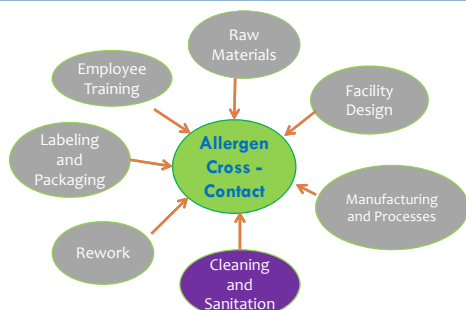 Raw
Materials
Employee
Training
Facility
Design
Labeling
and
Packaging
Allergen
Cross -
Contact
Manufacturing
and Processes
Rework
Cleaning
and
Sanitation